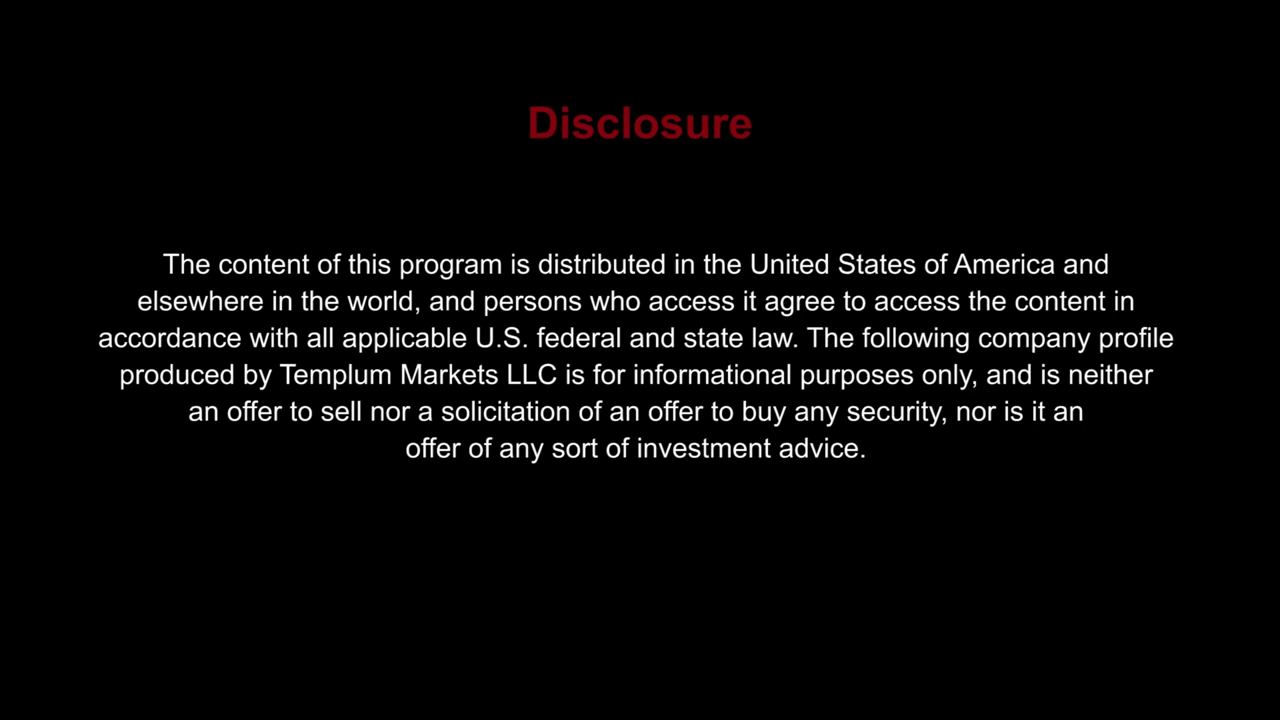 Disclosure
The content of this program is distributed in the United States of America and
elsewhere in the world, and persons who access it agree to access the content in
accordance with all applicable U.S. federal and state law. The following company profile
produced by Templum Markets LLC is for informational purposes only, and is neither
an offer to sell nor a solicitation of an offer to buy any security, nor is it an
offer of any sort of investment advice.